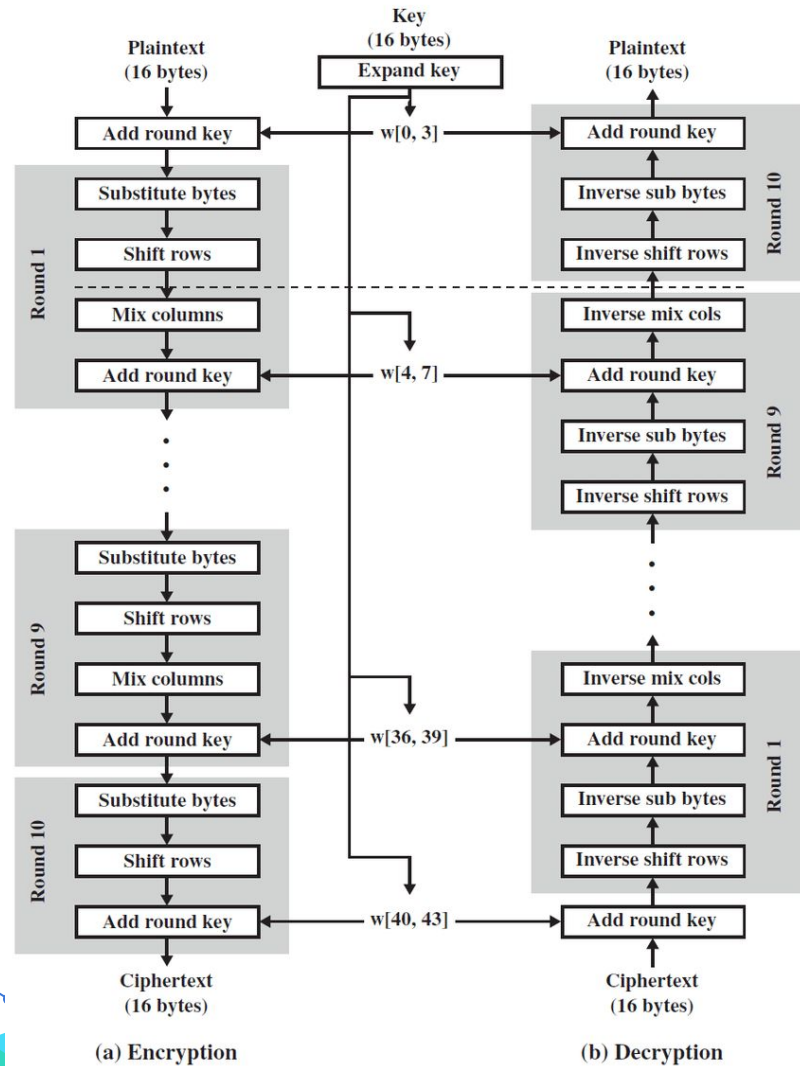 Key
(16 bytes)
Expand key
Plaintext
(16 bytes)
Add round key
Round 1
Substitute bytes
Shift rows
Mix columns
Add round key
Round 9
Substitute bytes
Shift rows
Mix columns
Add round key
Round 10
Substitute bytes
Shift rows
Add round key
Ciphertext
(16 bytes)
(a) Encryption
w[0, 3]
w[4, 7]
w[36, 39]
w[40, 43]
Plaintext
(16 bytes)
Add round key
Inverse sub bytes
Inverse shift rows
Round 10
Inverse mix cols
Add round key
Inverse sub bytes
Inverse shift rows
Round 9
Inverse mix cols
Add round key
Inverse sub bytes
Inverse shift rows
Round 1
Add round key
Ciphertext
(16 bytes)
(b) Decryption